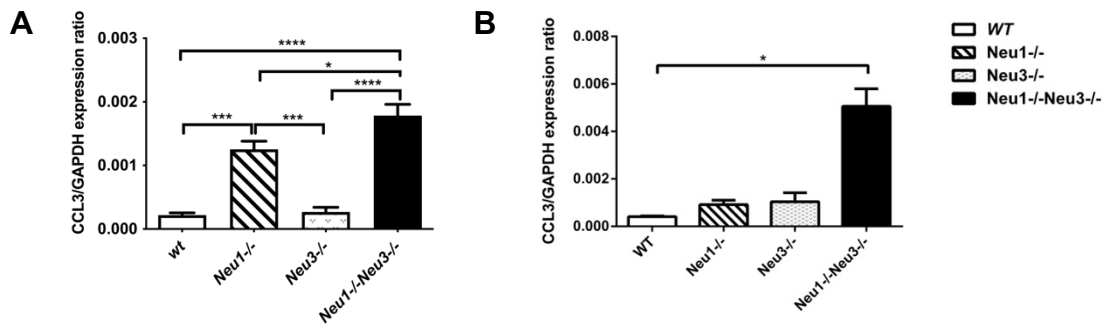 A
CCL3/GAPDH expression ratio
0.003
0.002
0.001
0.000
****
*
****
***
***
wt
Neu1-/-
Neu3-/-
Neu1-/-Neu3-/-
B
CCL3/GAPDH expression ratio
0.008
0.006
0.004
0.002
0.000
*
WT
Neu1-/-
Neu3-/-
Neu1-/-Neu3-/-
WT
Neu1-/-
Neu3-/-
Neu1-/-Neu3-/-